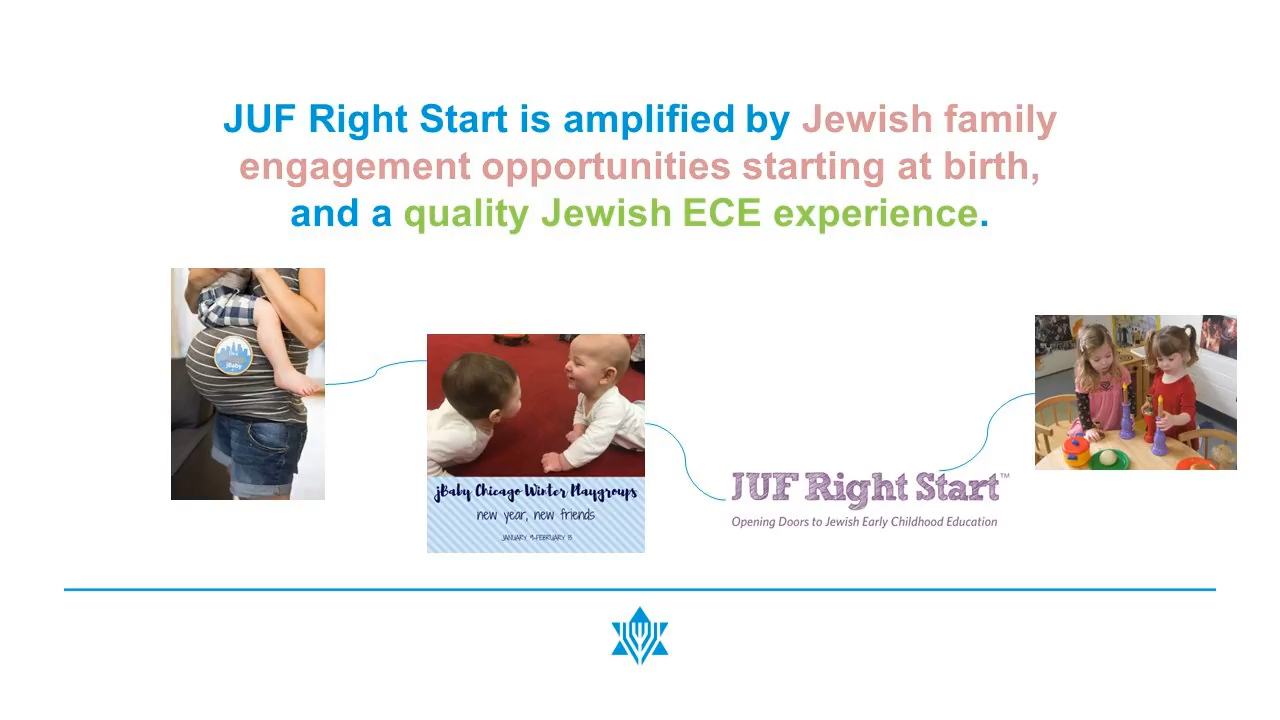 JUF Right Start is amplified by Jewish family
engagement opportunities starting at birth,
and a quality Jewish ECE experience.
jBaby
jBaby Chicago Winter Playgroups
new year, new friends
JUF Right Start™
Opening Doors to Jewish Early Childhood Education